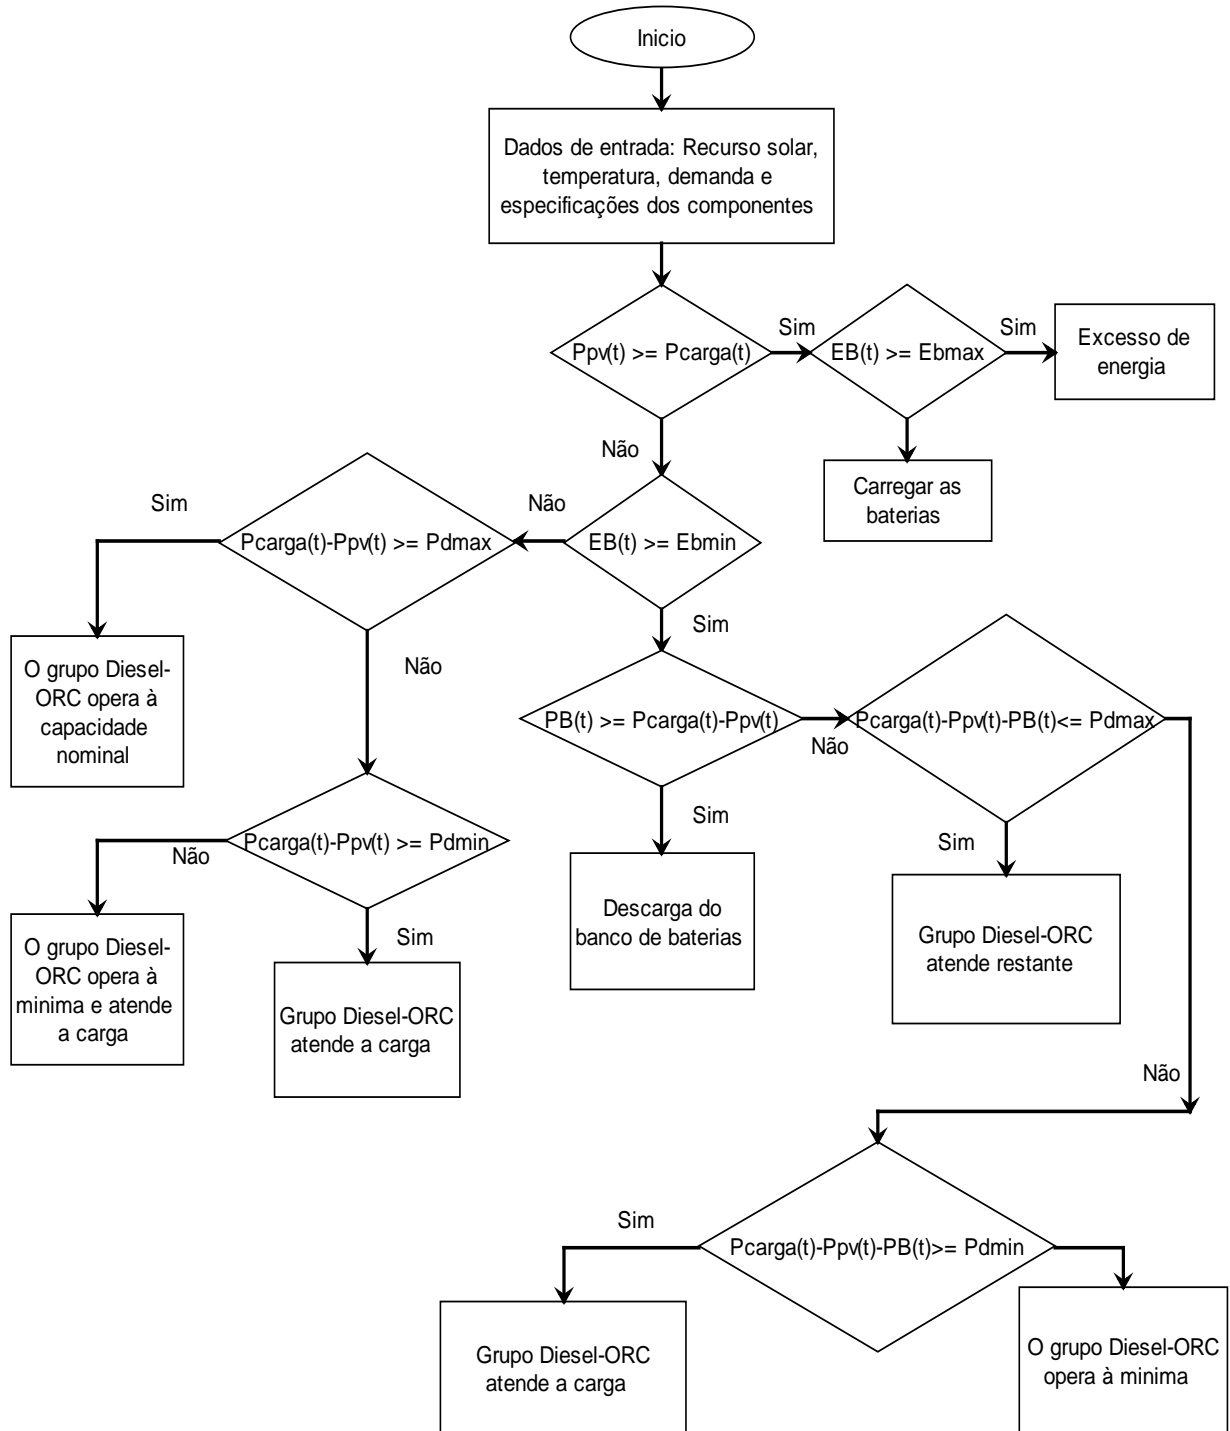 Inicio
Dados de entrada: Recurso solar,
temperatura, demanda e
especificações dos componentes
Ppv(t) >= Pcarga(t)
Sim
EB(t) >= Ebmax
Sim
Excesso de
energia
Não
Carregar as
baterias
Sim
Pcarga(t)-Ppv(t) >= Pdmax
Não
EB(t) >= Ebmin
Sim
O grupo Diesel-
ORC opera à
capacidade
nominal
Não
PB(t) >= Pcarga(t)-Ppv(t)
Não
Pcarga(t)-Ppv(t)-PB(t)<= Pdmax
Sim
Pcarga(t)-Ppv(t) >= Pdmin
Não
Sim
Sim
O grupo Diesel-
ORC opera à
minima e atende
a carga
Grupo Diesel-ORC
atende a carga
Descarga do
banco de baterias
Grupo Diesel-ORC
atende restante
Não
Sim
Pcarga(t)-Ppv(t)-PB(t)>= Pdmin
Grupo Diesel-ORC
atende a carga
O grupo Diesel-ORC
opera à minima